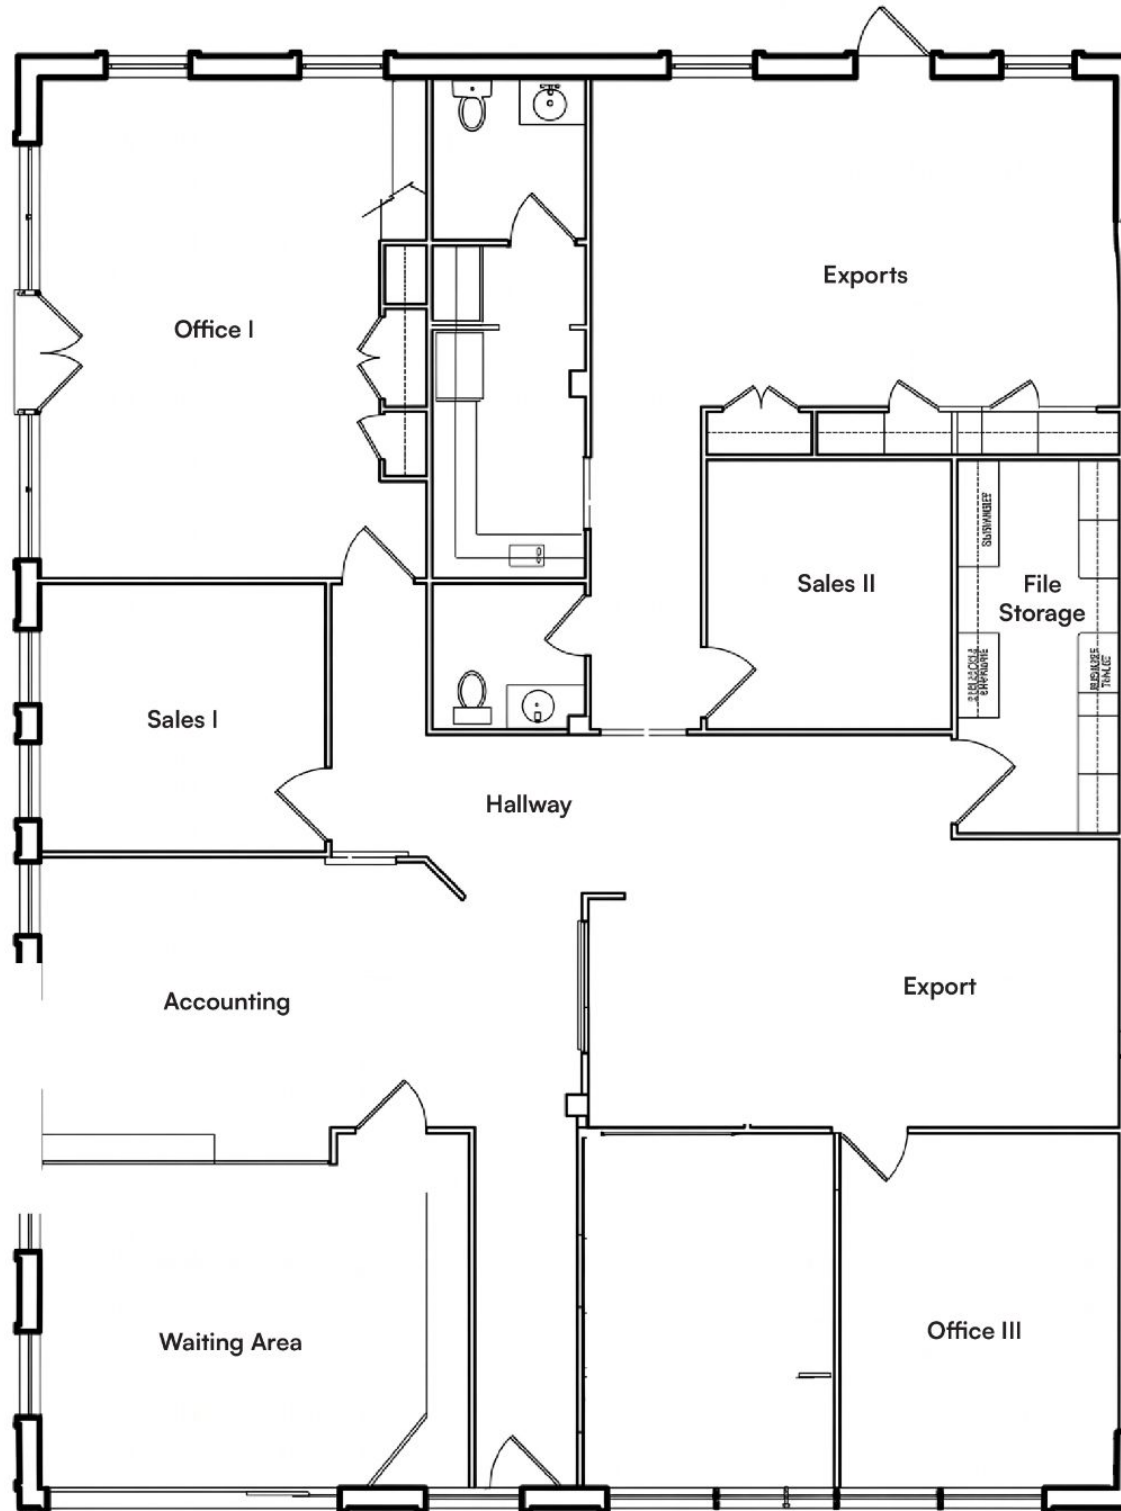 Exports
Office I
Sales II
File
Storage
Sales I
Hallway
Export
Accounting
Office III
Waiting Area